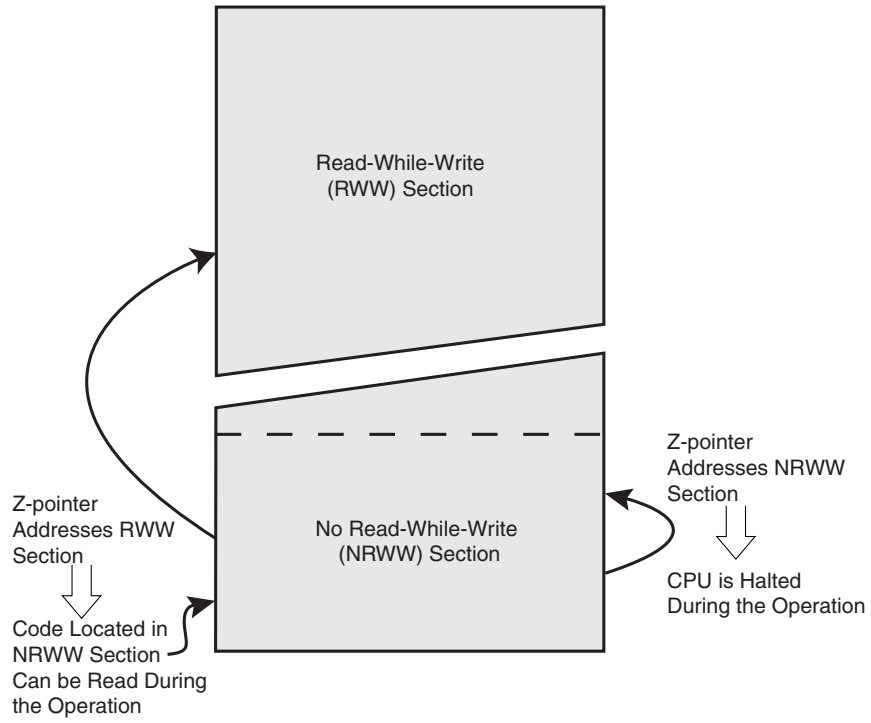 Read-While-Write
(RWW) Section
Z-pointer
Addresses NRWW
Section
Z-pointer
Addresses RWW
Section
No Read-While-Write
(NRWW) Section
CPU is Halted
During the Operation
Code Located in
NRWW Section
Can be Read During
the Operation